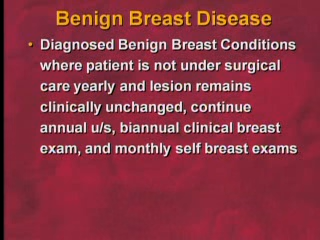 Benign Breast Disease
• Diagnosed Benign Breast Conditions
where patient is not under surgical
care yearly and lesion remains
clinically unchanged, continue
annual u/s, biannual clinical breast
exam, and monthly self breast exams